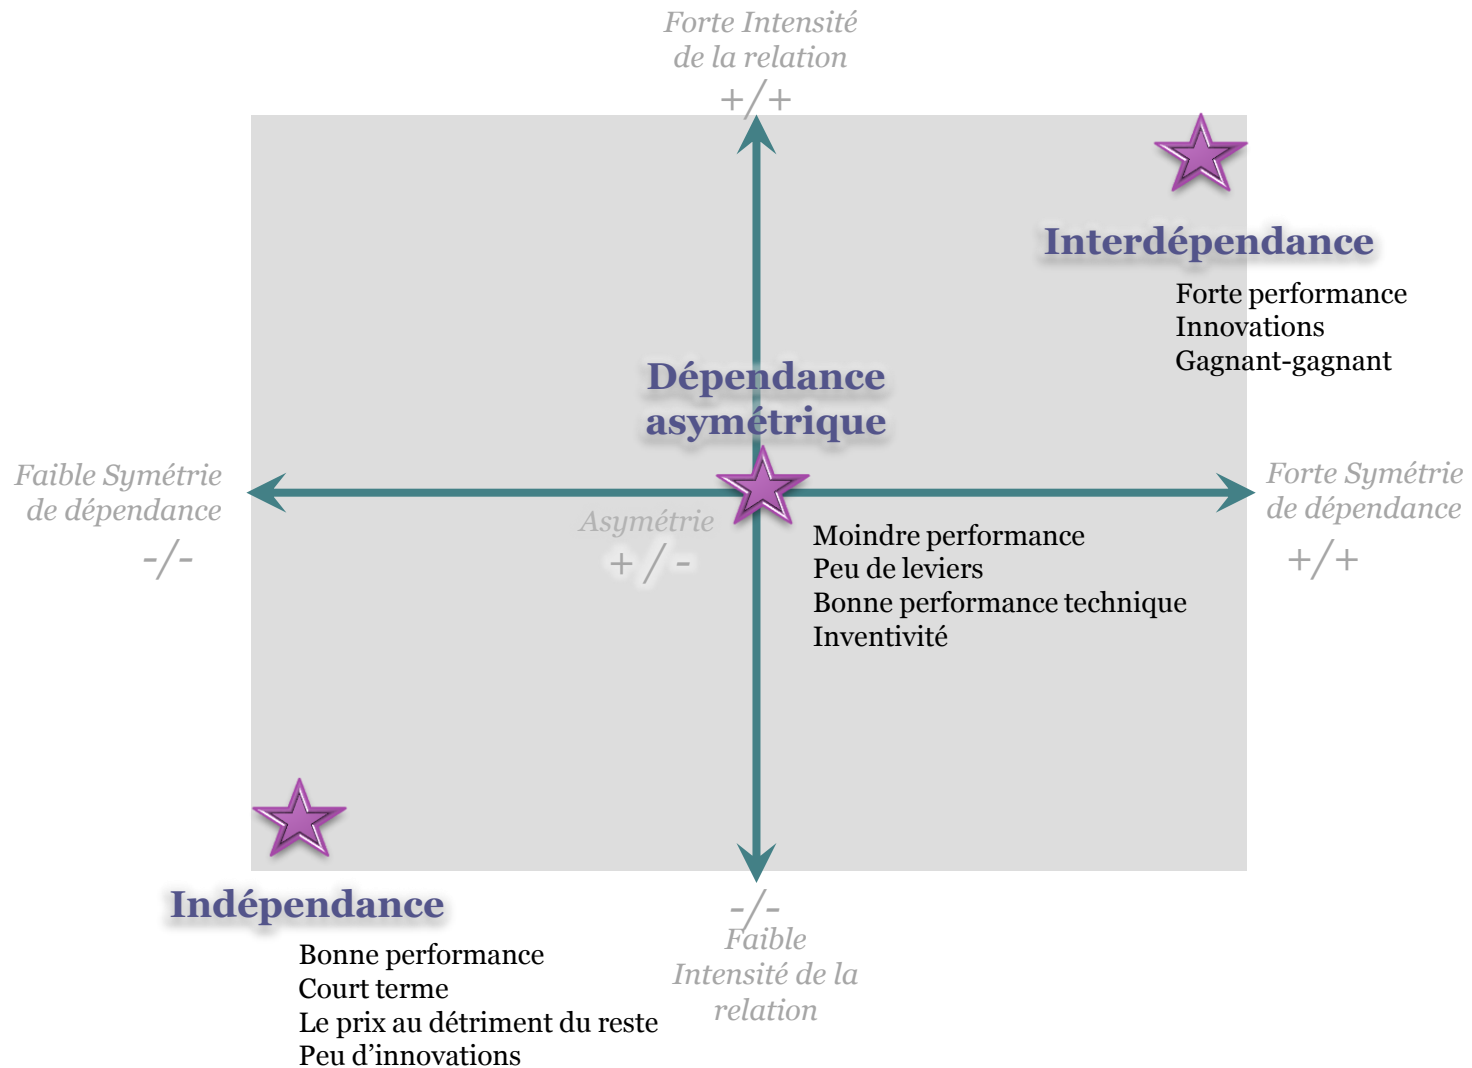 Forte Intensité
de la relation
+/+
Interdépendance
Forte performance
Innovations
Gagnant-gagnant
Dépendance
asymétrique
Faible Symétrie
de dépendance
-/-
Asymétrie
+/-
Forte Symétrie
de dépendance
+/+
Moindre performance
Peu de leviers
Bonne performance technique
Inventivité
Indépendance
Bonne performance
Court terme
Le prix au détriment du reste
Peu d’innovations
-/-
Faible
Intensité de la
relation